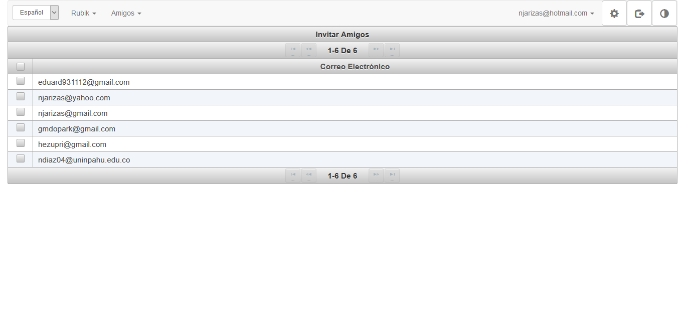 Español Rubik Amigos njarizas@hotmail.com
Invitar Amigos
1-6 De 6
Correo Electrónico
eduard931112@gmail.com
njarizas@yahoo.com
njarizas@gmail.com
gmdopark@gmail.com
hezupri@gmail.com
ndiaz04@uninpahu.edu.co
1-6 De 6